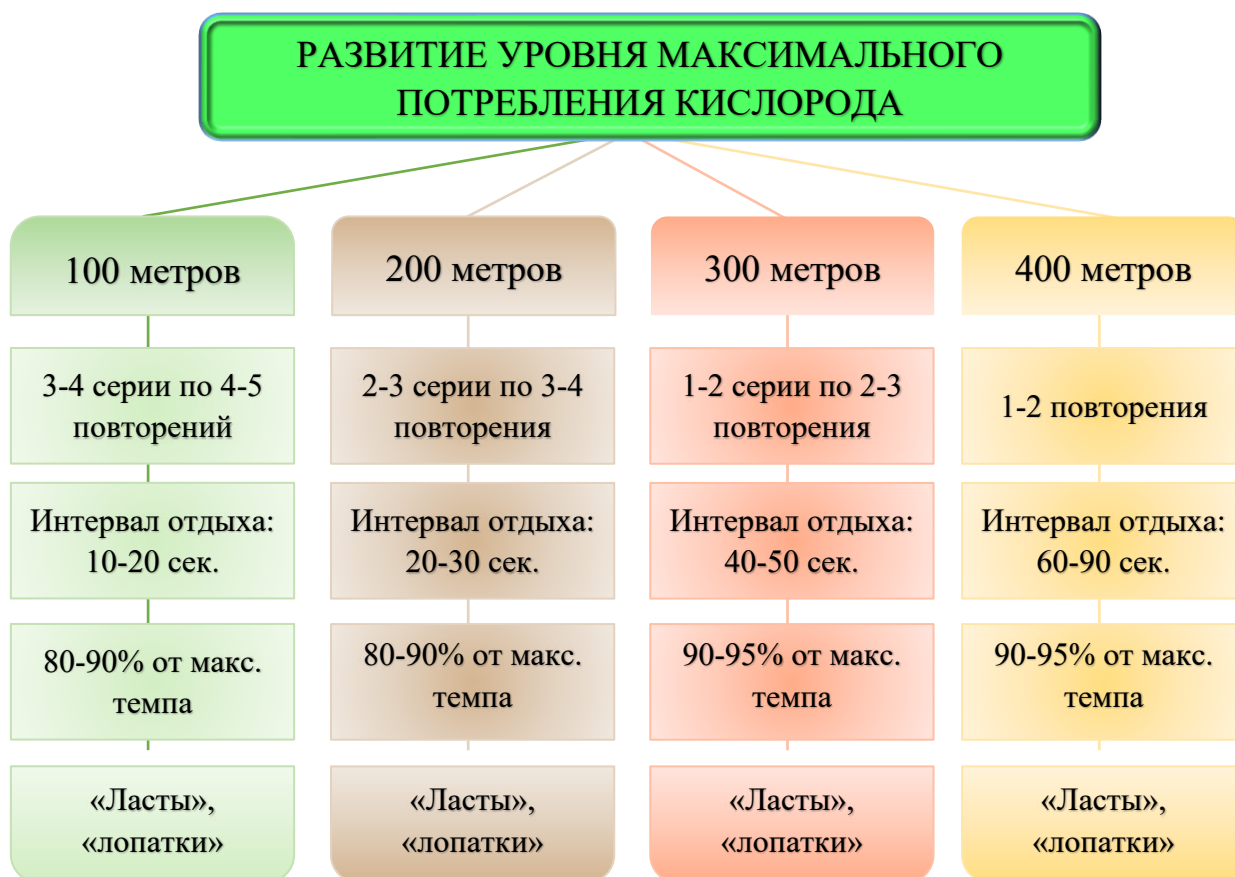 РАЗВИТИЕ УРОВНЯ МАКСИМАЛЬНОГО
ПОТРЕБЛЕНИЯ КИСЛОРОДА
100 метров
3-4 серии по 4-5
повторений
Интервал отдыха:
10-20 сек.
80-90% от макс.
темпа
«Ласты»,
«лопатки»
200 метров
2-3 серии по 3-4
повторения
Интервал отдыха:
20-30 сек.
80-90% от макс.
темпа
«Ласты»,
«лопатки»
300 метров
1-2 серии по 2-3
повторения
Интервал отдыха:
40-50 сек.
90-95% от макс.
темпа
«Ласты»,
«лопатки»
400 метров
1-2 повторения
Интервал отдыха:
60-90 сек.
90-95% от макс.
темпа
«Ласты»,
«лопатки»